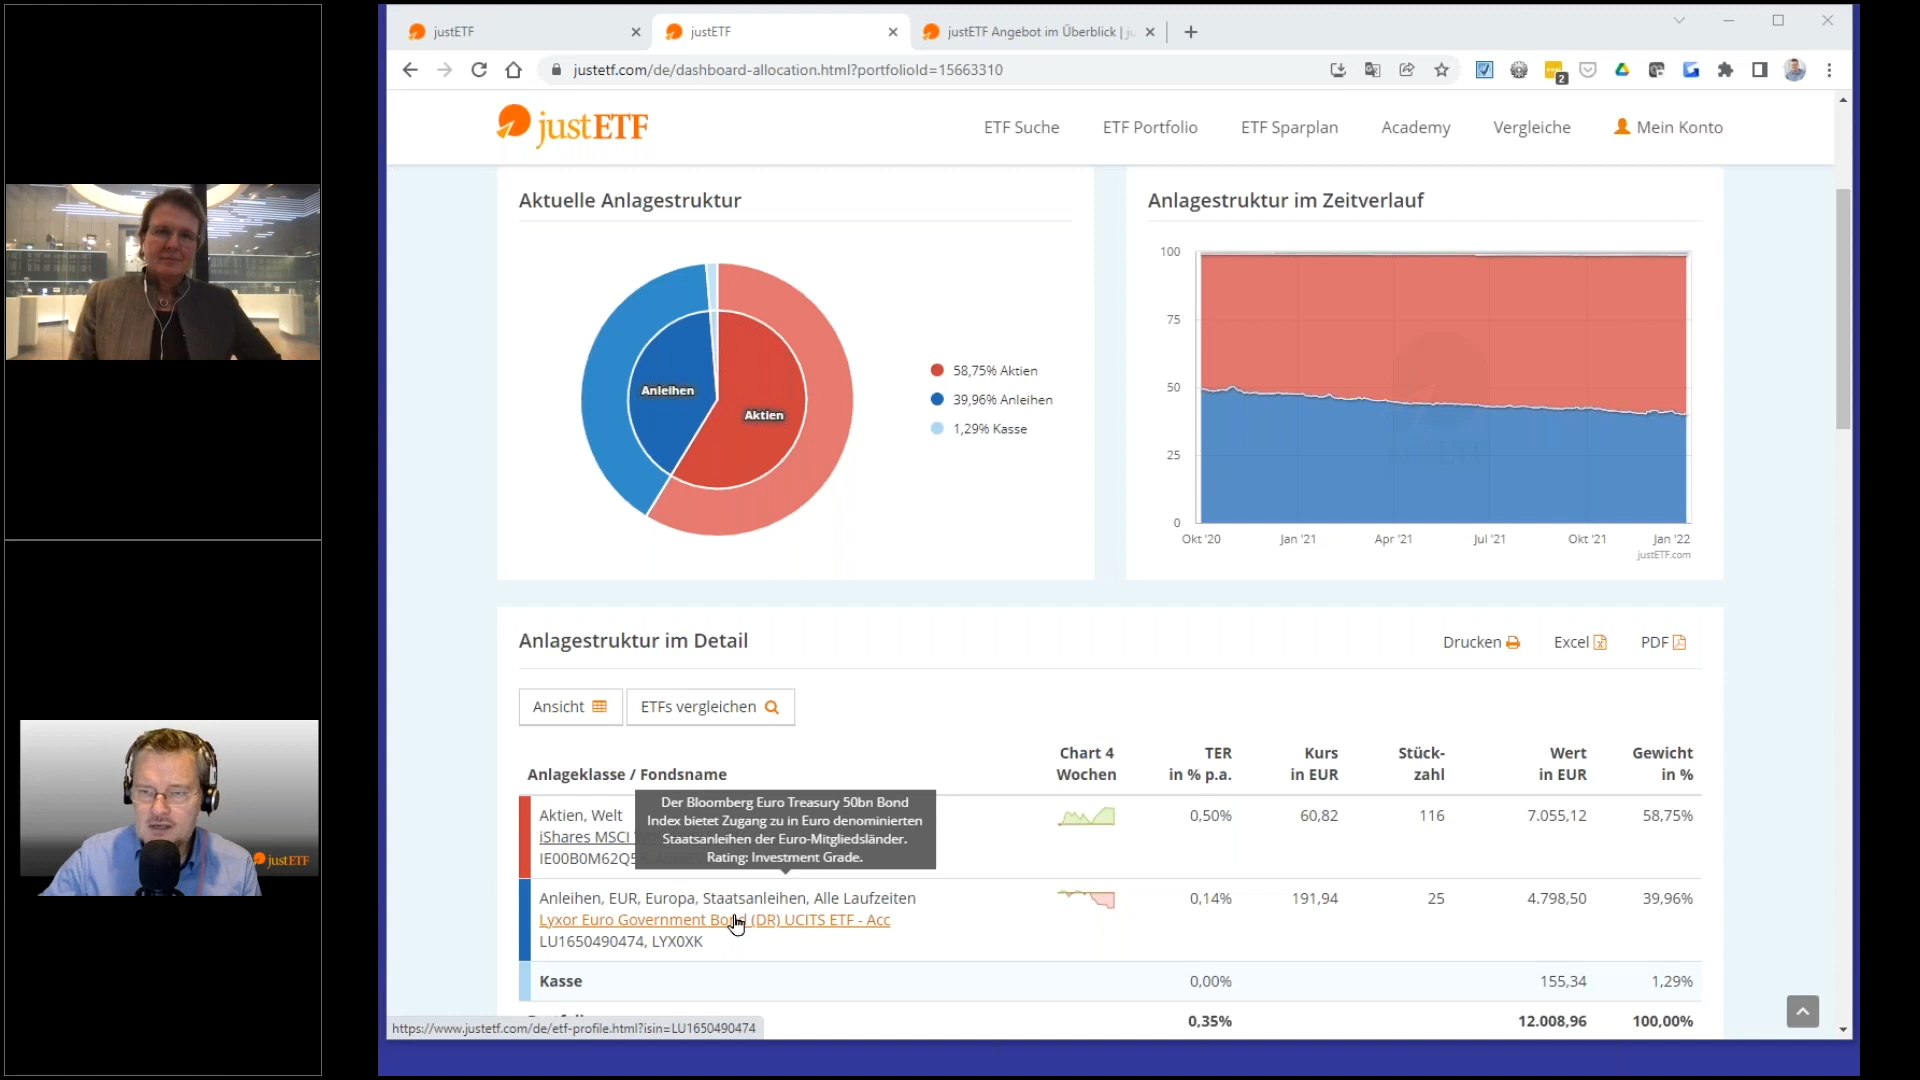 justETF
justETF
justETF Angebot im Überblick | ju
justetf.com/de/dashboard-allocation.html?portfolioId=15663310
2
justETF
ETF Suche
ETF Portfolio
ETF Sparplan
Academy
Vergleiche
Mein Konto
Aktuelle Anlagestruktur
Anleihen
Aktien
58,75% Aktien
39,96% Anleihen
1,29% Kasse
Anlagestruktur im Zeitverlauf
100
75
50
25
0
Okt '20
Jan '21
Apr '21
Jul '21
Okt '21
Jan '22
justETF.com
Anlagestruktur im Detail
Drucken
Excel
PDF
Ansicht
ETFs vergleichen
Anlageklasse / Fondsname
Chart 4 Wochen
TER in % p.a.
Kurs in EUR
Stück-zahl
Wert in EUR
Gewicht in %
Der Bloomberg Euro Treasury 50bn Bond
Index bietet Zugang zu in Euro denominierten
Staatsanleihen der Euro-Mitgliedsländer.
Rating: Investment Grade.
Aktien, Welt
iShares MSCI
IE00B0M62Q5
0,50%
60,82
116
7.055,12
58,75%
Anleihen, EUR, Europa, Staatsanleihen, Alle Laufzeiten
Lyxor Euro Government Bond (DR) UCITS ETF - Acc
LU1650490474, LYX0XK
0,14%
191,94
25
4.798,50
39,96%
Kasse
0,00%
155,34
1,29%
0,35%
12.008,96
100,00%
https://www.justetf.com/de/etf-profile.html?isin=LU1650490474
justETF